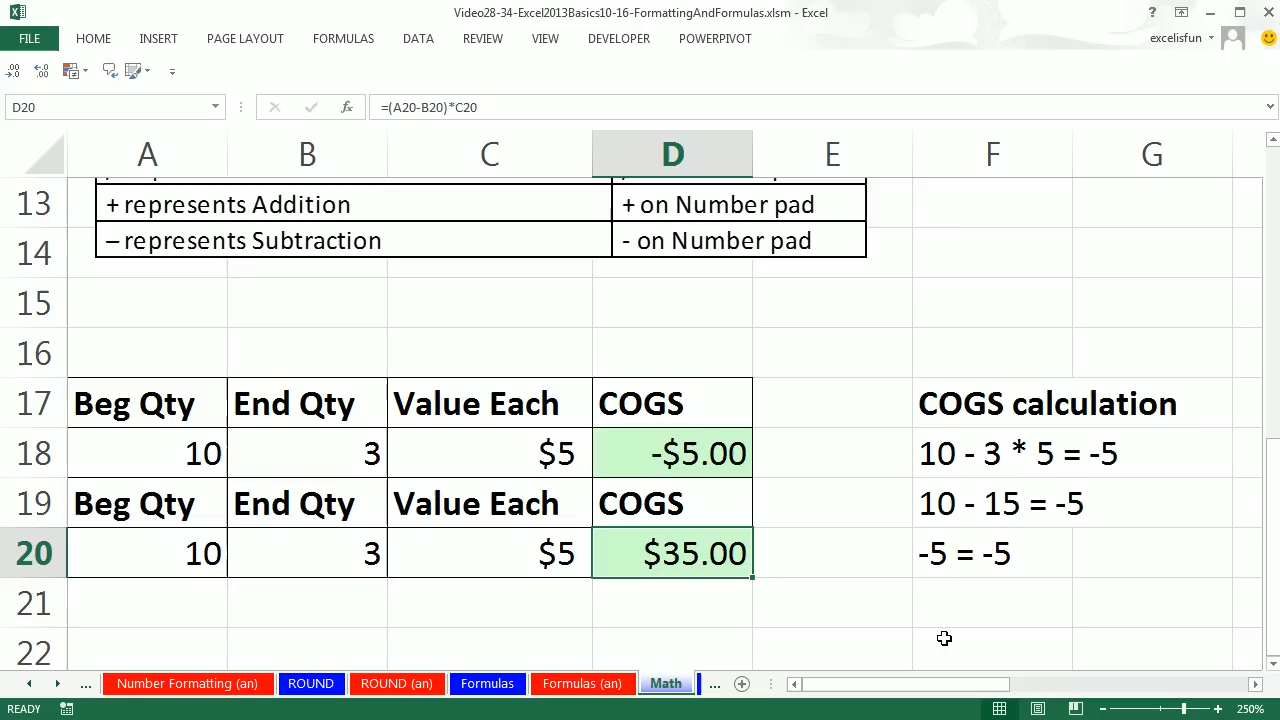 Video28-34-Excel2013Basics10-16-FormattingAndFormulas.xlsm - Excel
?
FILE HOME INSERT PAGE LAYOUT FORMULAS DATA REVIEW VIEW DEVELOPER POWERPIVOT excelisfun
D20 fx =(A20-B20)*C20
A B C D E F G
13 + represents Addition + on Number pad
14 – represents Subtraction - on Number pad
15
16
17 Beg Qty End Qty Value Each COGS COGS calculation
18 10 3 $5 -$5.00 10 - 3 * 5 = -5
19 Beg Qty End Qty Value Each COGS 10 - 15 = -5
20 10 3 $5 $35.00 -5 = -5
21
22
... Number Formatting (an) ROUND ROUND (an) Formulas Formulas (an) Math ...
READY 250%